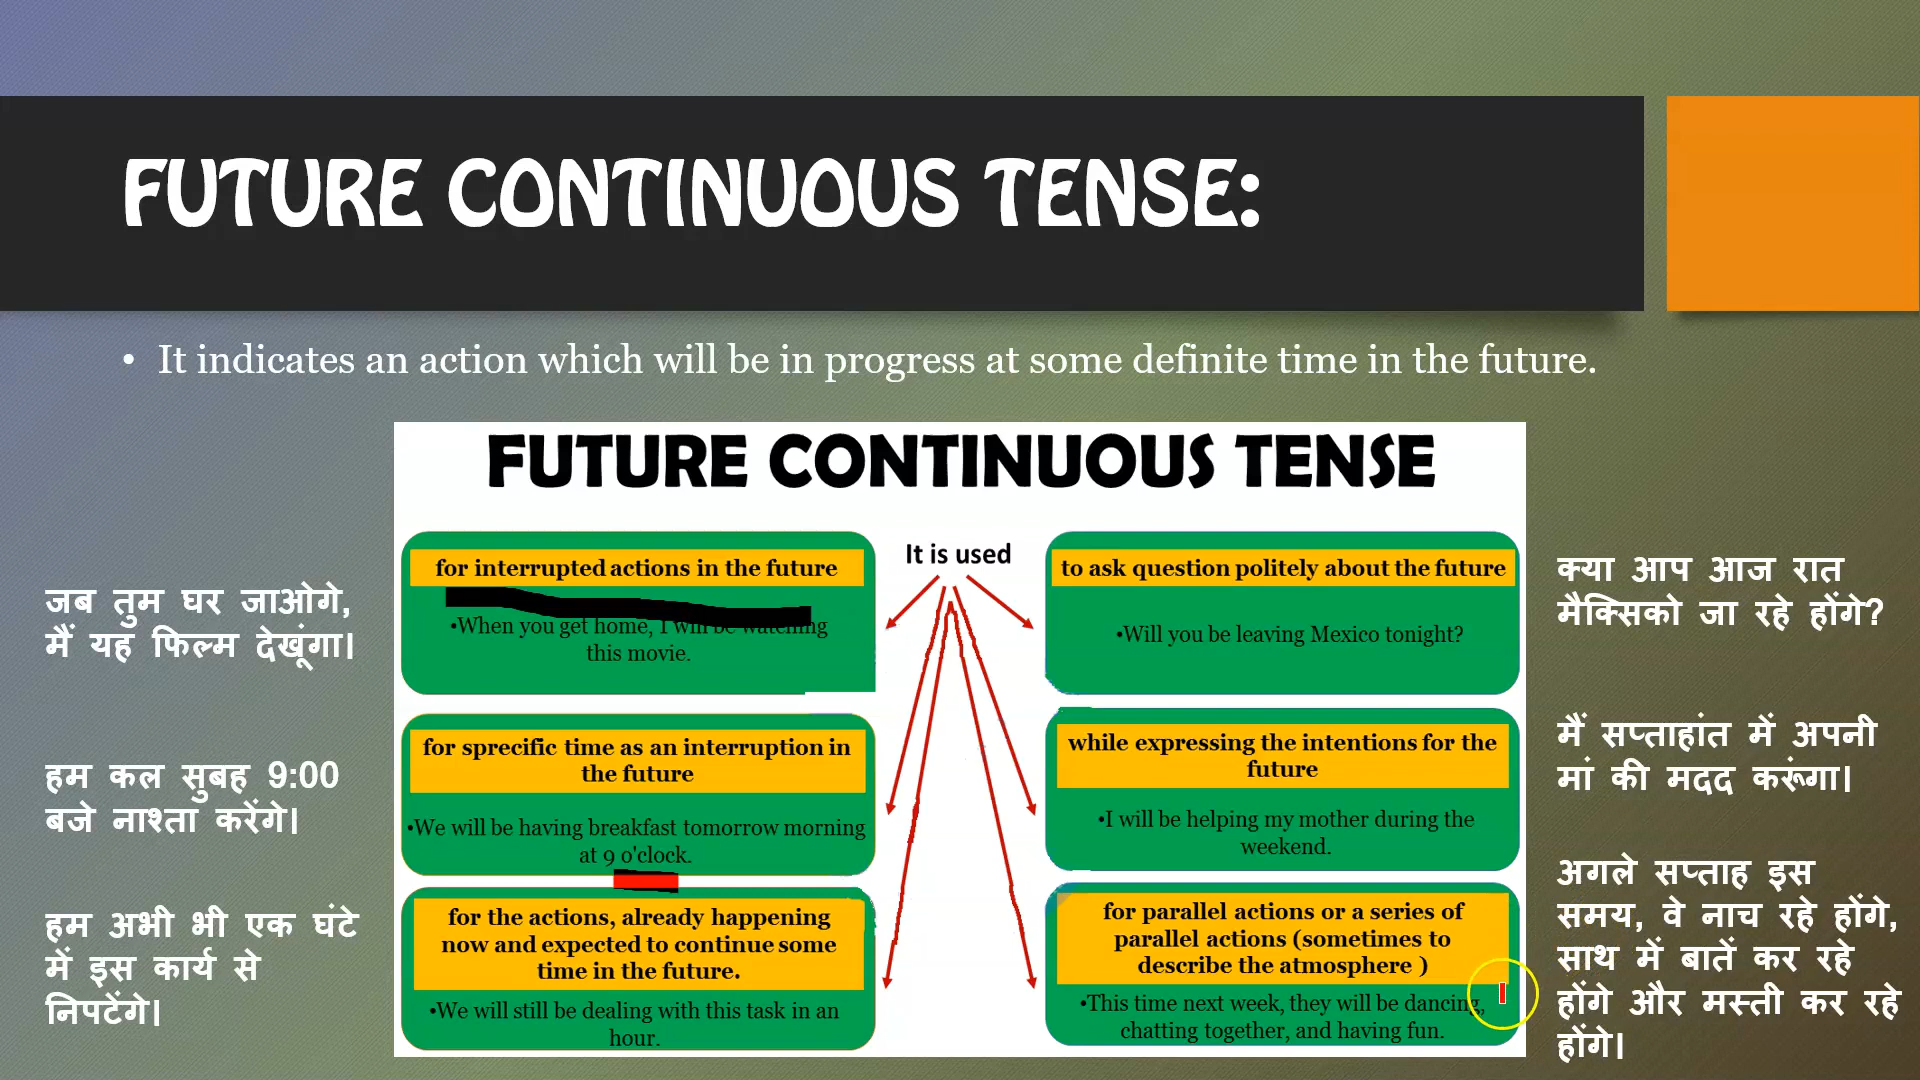 FUTURE CONTINUOUS TENSE:
• It indicates an action which will be in progress at some definite time in the future.
FUTURE CONTINUOUS TENSE
It is used
for interrupted actions in the future
•When you get home, I will be watching
this movie.
for sprecific time as an interruption in
the future
•We will be having breakfast tomorrow morning
at 9 o'clock.
for the actions, already happening
now and expected to continue some
time in the future.
•We will still be dealing with this task in an
hour.
to ask question politely about the future
•Will you be leaving Mexico tonight?
while expressing the intentions for the
future
•I will be helping my mother during the
weekend.
for parallel actions or a series of
parallel actions (sometimes to
describe the atmosphere )
•This time next week, they will be dancing,
chatting together, and having fun.
जब तुम घर जाओगे,
मैं यह फिल्म देखूंगा।
हम कल सुबह 9:00
बजे नाश्ता करेंगे।
हम अभी भी एक घंटे
में इस कार्य से
निपटेंगे।
क्या आप आज रात
मैक्सिको जा रहे होंगे?
मैं सप्ताहांत में अपनी
मां की मदद करूंगा।
अगले सप्ताह इस
समय, वे नाच रहे होंगे,
साथ में बातें कर रहे
होंगे और मस्ती कर रहे
होंगे।